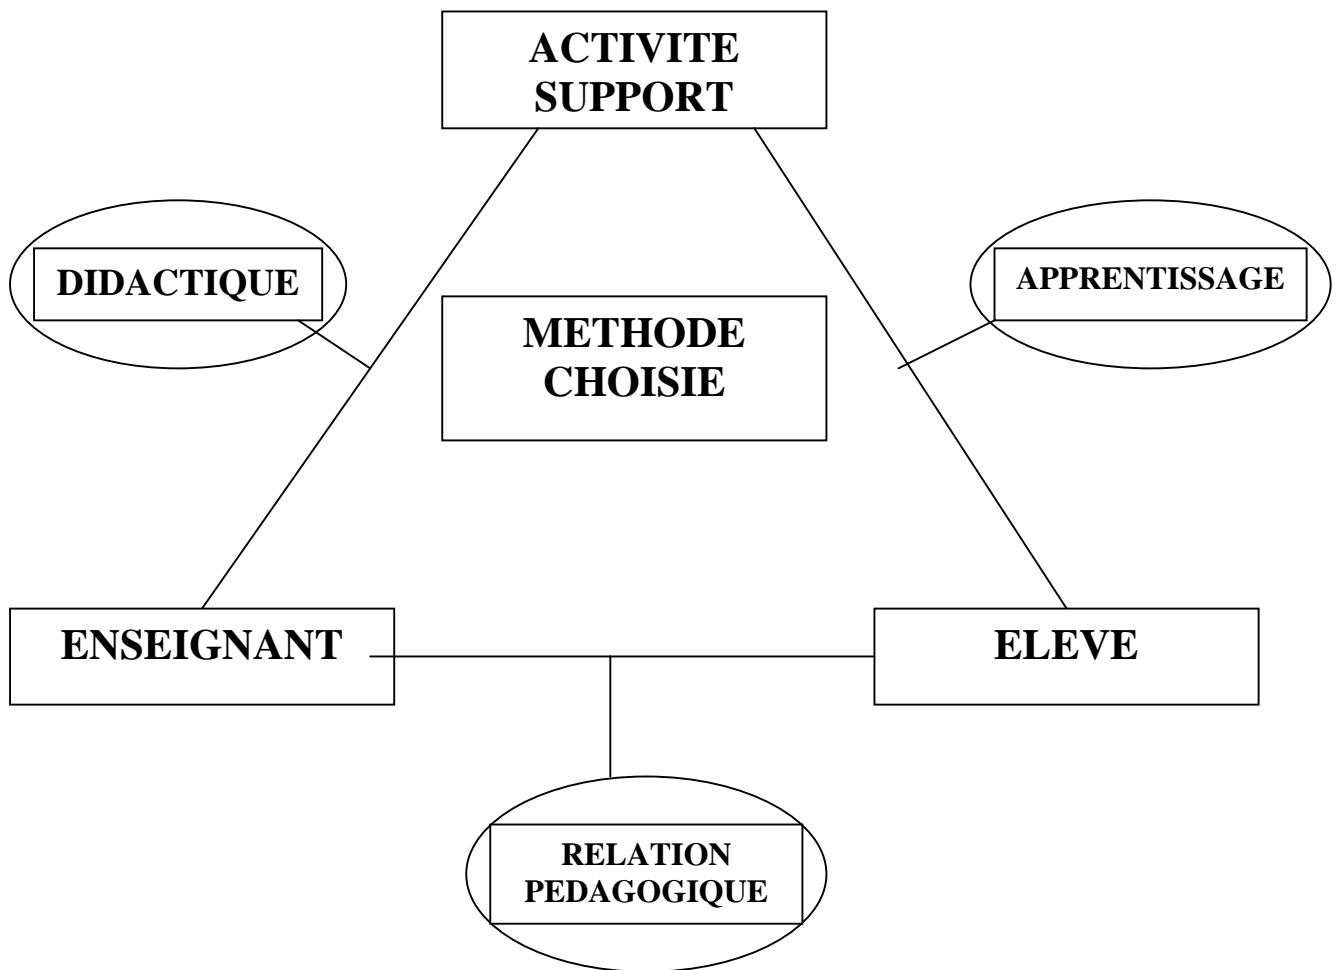 ACTIVITE
SUPPORT
DIDACTIQUE
APPRENTISSAGE
METHODE
CHOISIE
ENSEIGNANT
ELEVE
RELATION
PEDAGOGIQUE